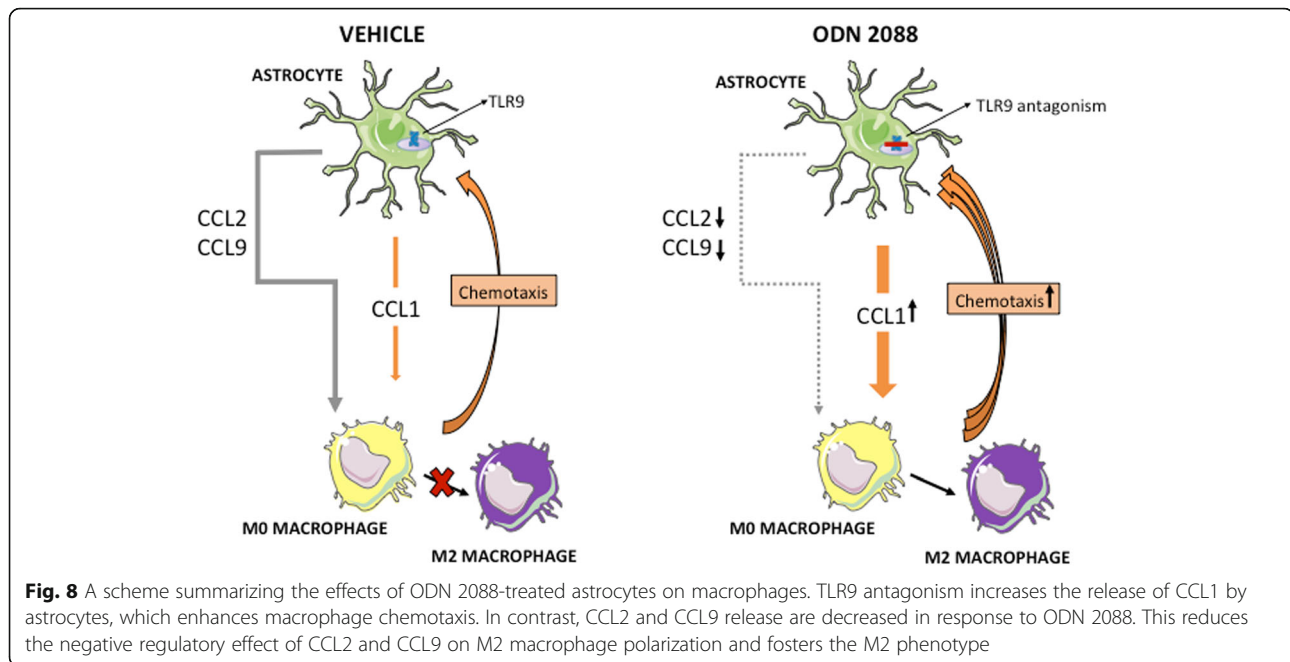 VEHICLE
ASTROCYTE
TLR9
CCL2
CCL9
CCL1
Chemotaxis
M0 MACROPHAGE
M2 MACROPHAGE
ODN 2088
ASTROCYTE
TLR9 antagonism
CCL2↓
CCL9↓
CCL1↑
Chemotaxis↑
M0 MACROPHAGE
M2 MACROPHAGE
Fig. 8 A scheme summarizing the effects of ODN 2088-treated astrocytes on macrophages. TLR9 antagonism increases the release of CCL1 by
astrocytes, which enhances macrophage chemotaxis. In contrast, CCL2 and CCL9 release are decreased in response to ODN 2088. This reduces
the negative regulatory effect of CCL2 and CCL9 on M2 macrophage polarization and fosters the M2 phenotype